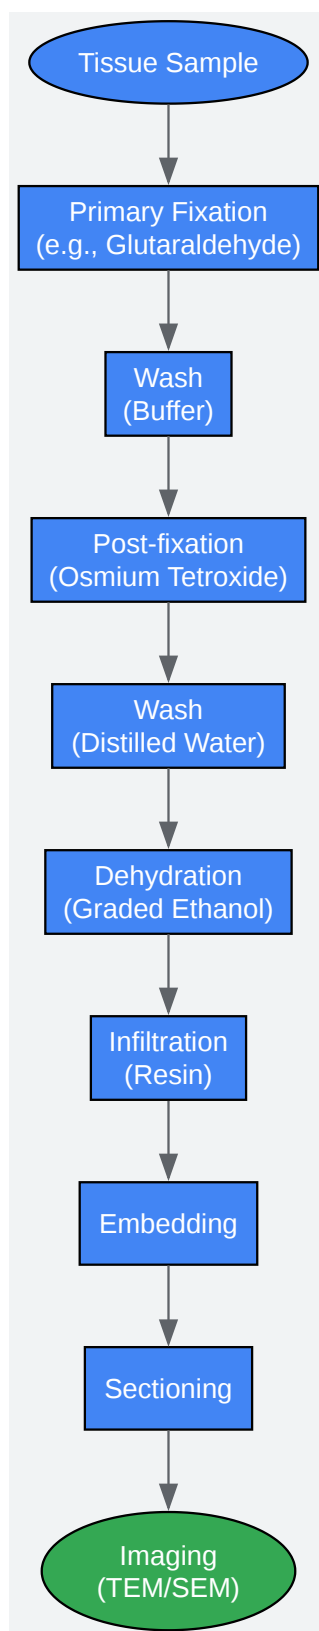 Tissue Sample
Primary Fixation
(e.g., Glutaraldehyde)
Wash
(Buffer)
Post-fixation
(Osmium Tetroxide)
Wash
(Distilled Water)
Dehydration
(Graded Ethanol)
Infiltration
(Resin)
Embedding
Sectioning
Imaging
(TEM/SEM)